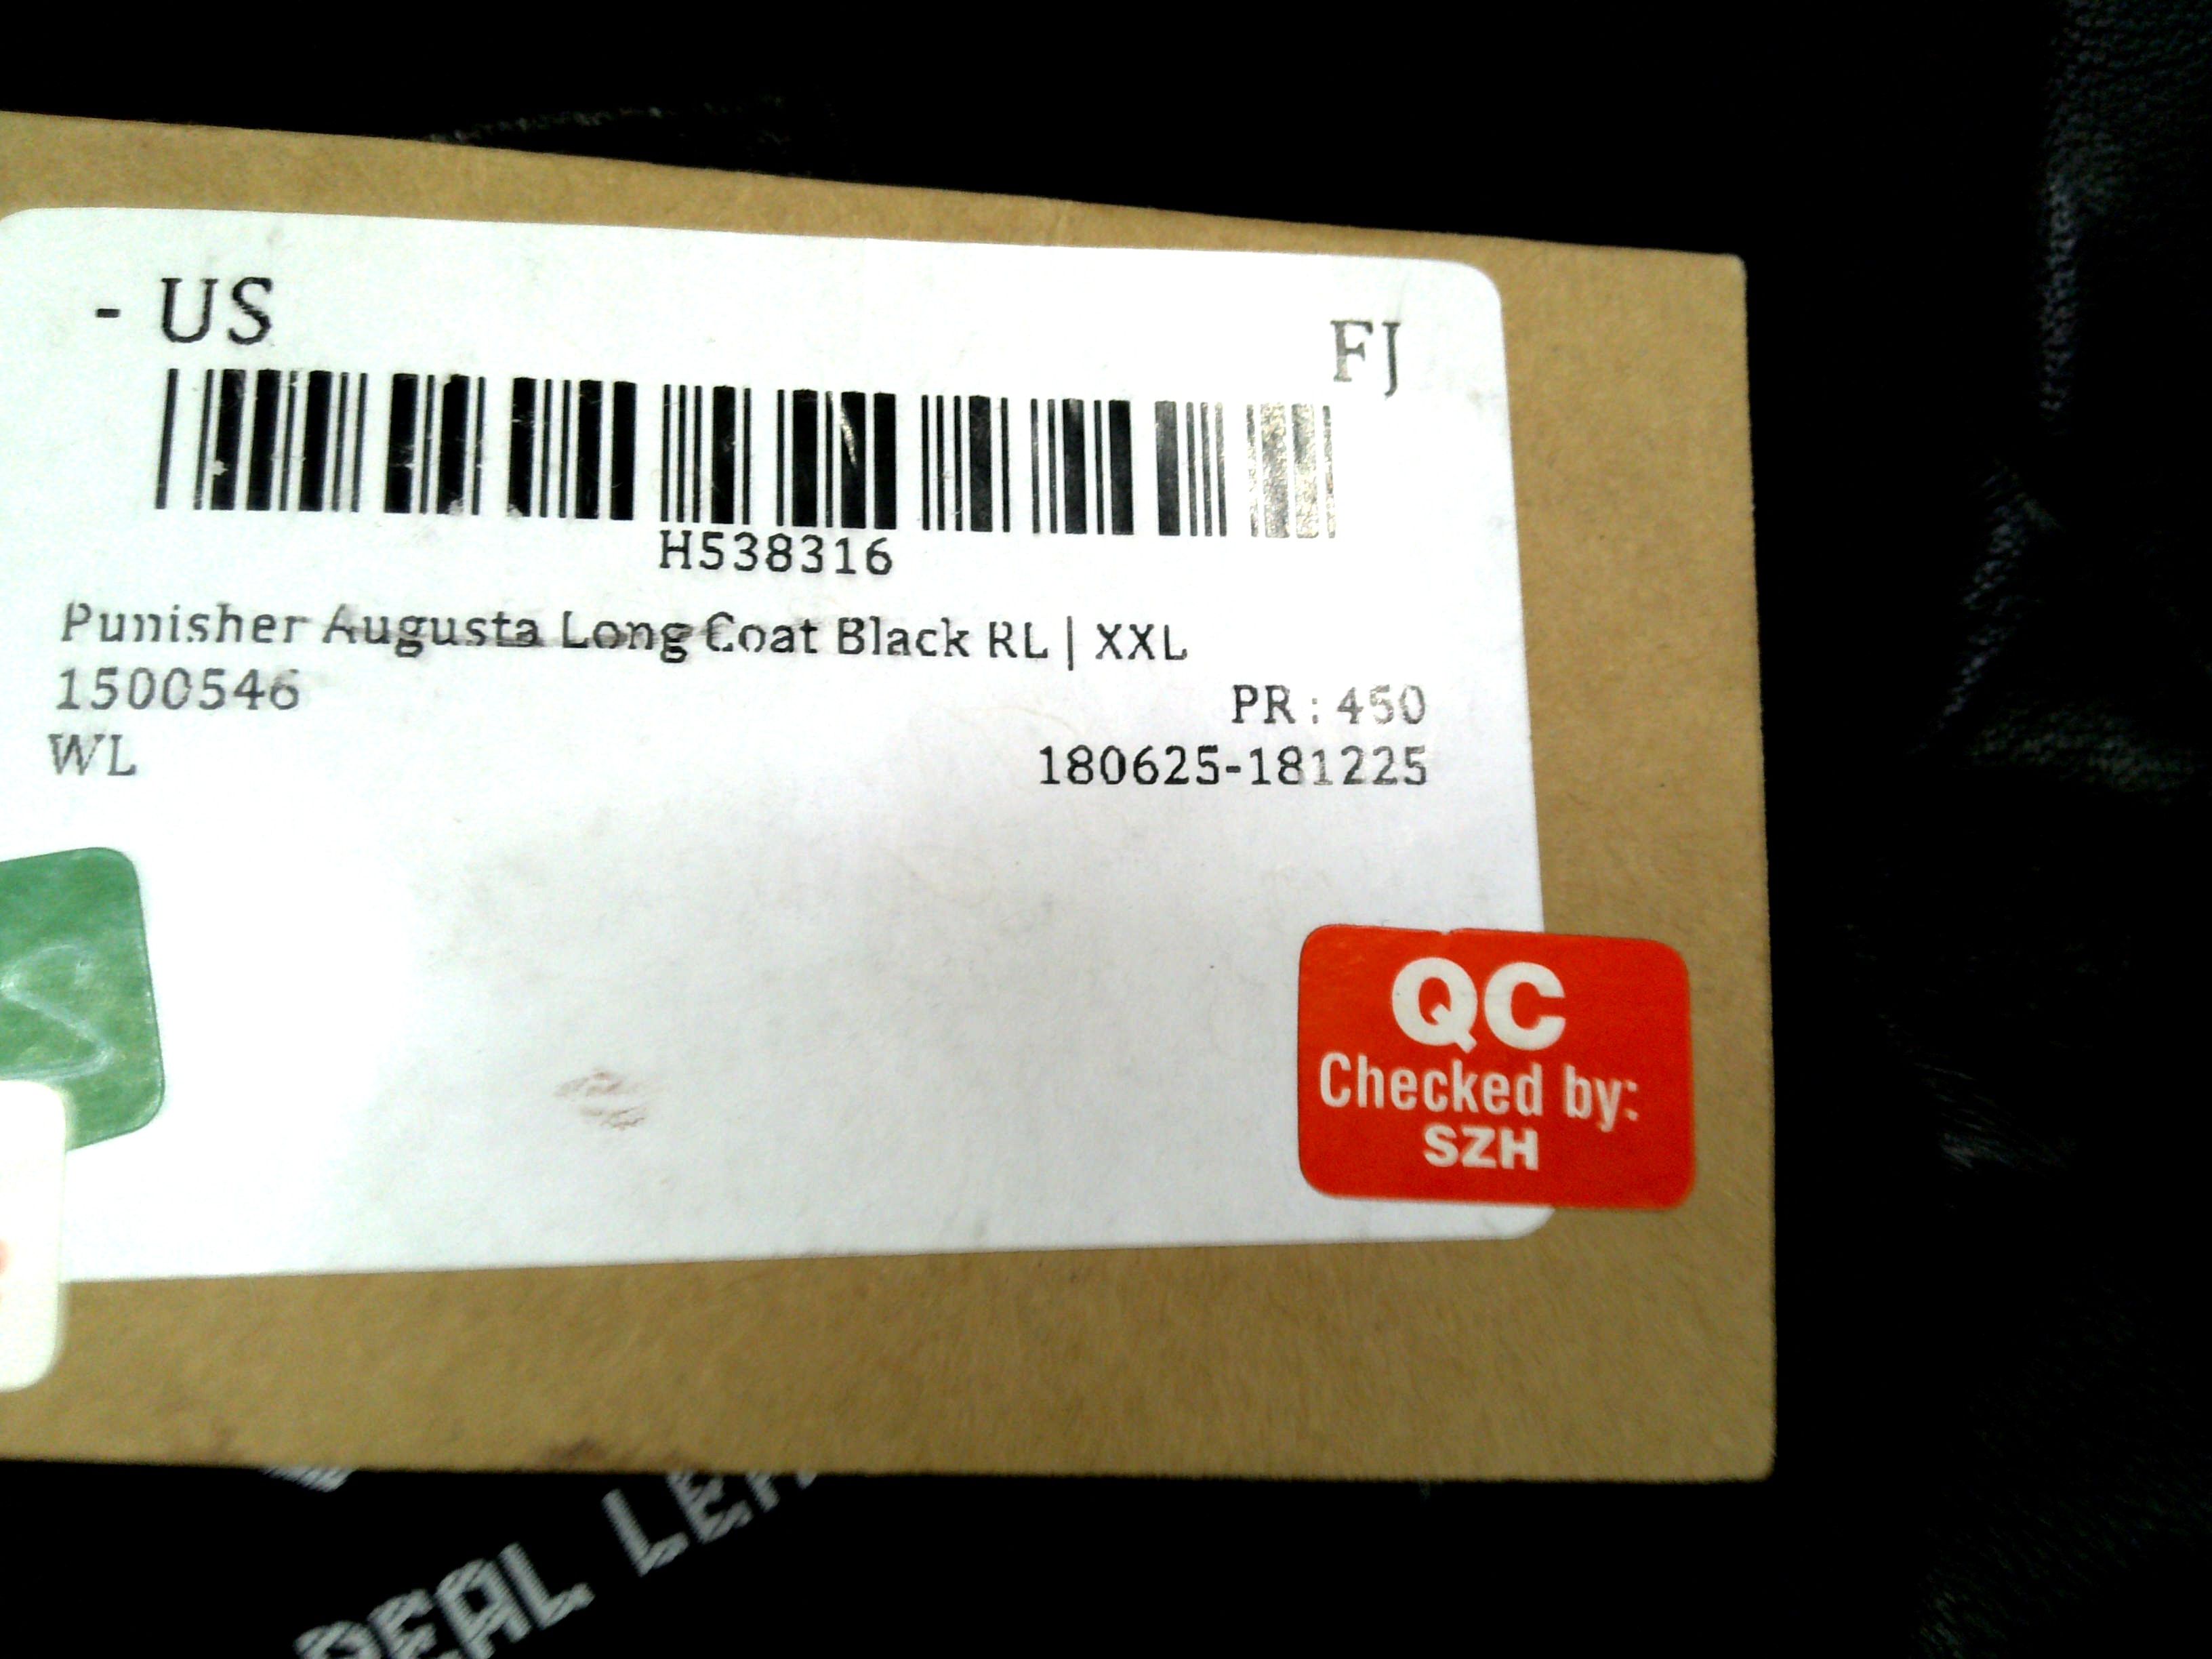 - US
FJ
H538316
Punisher Augusta Long Coat Black RL | XXL
1500546
PR : 450
WL
180625-181225
QC
Checked by:
SZH
REAL